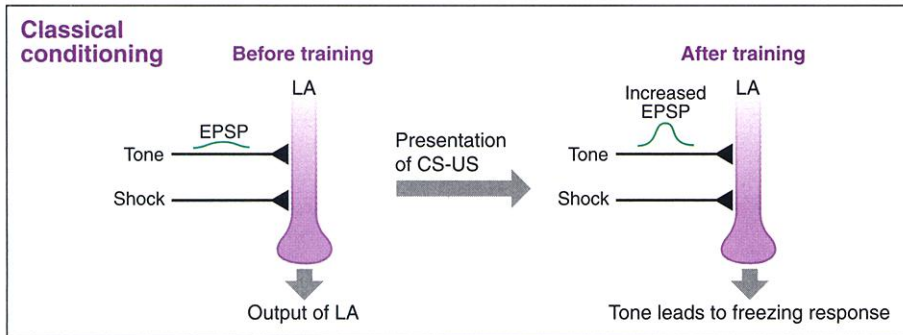 Classical
conditioning
Before training
After training
LA
LA
EPSP
Increased
EPSP
Presentation
of CS-US
Tone
Tone
Shock
Shock
Output of LA
Tone leads to freezing response